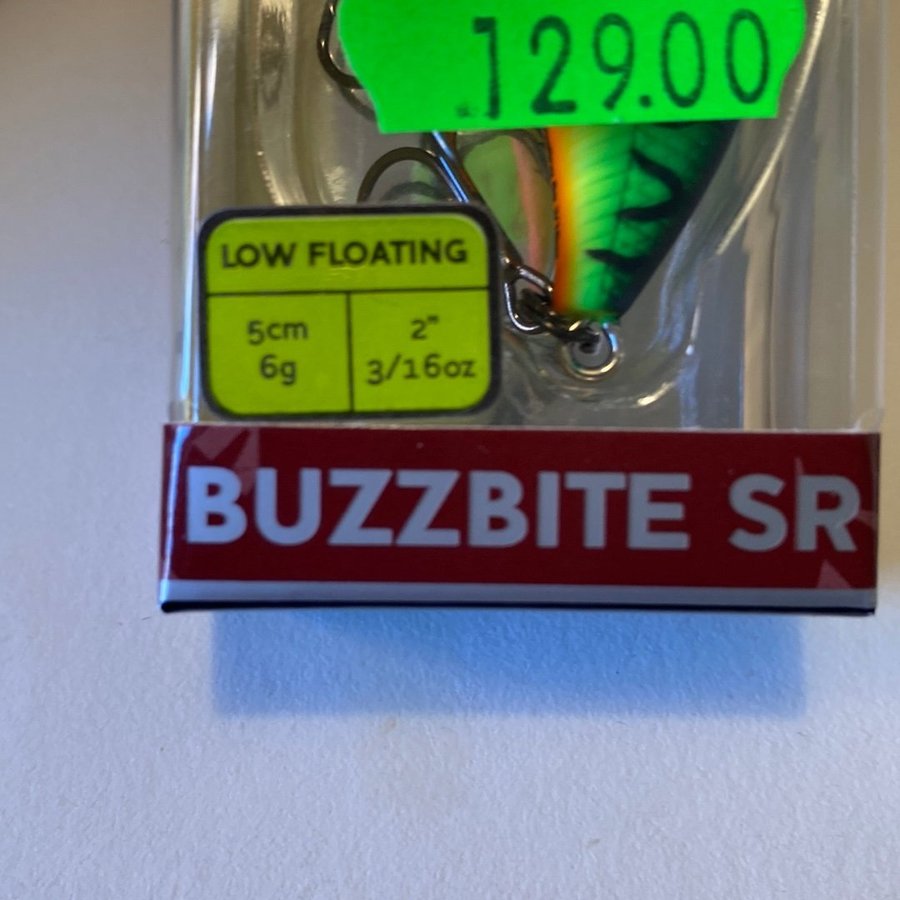 129.00
LOW FLOATING
5cm 2"
6g 3/16oz
BUZZBITE SR